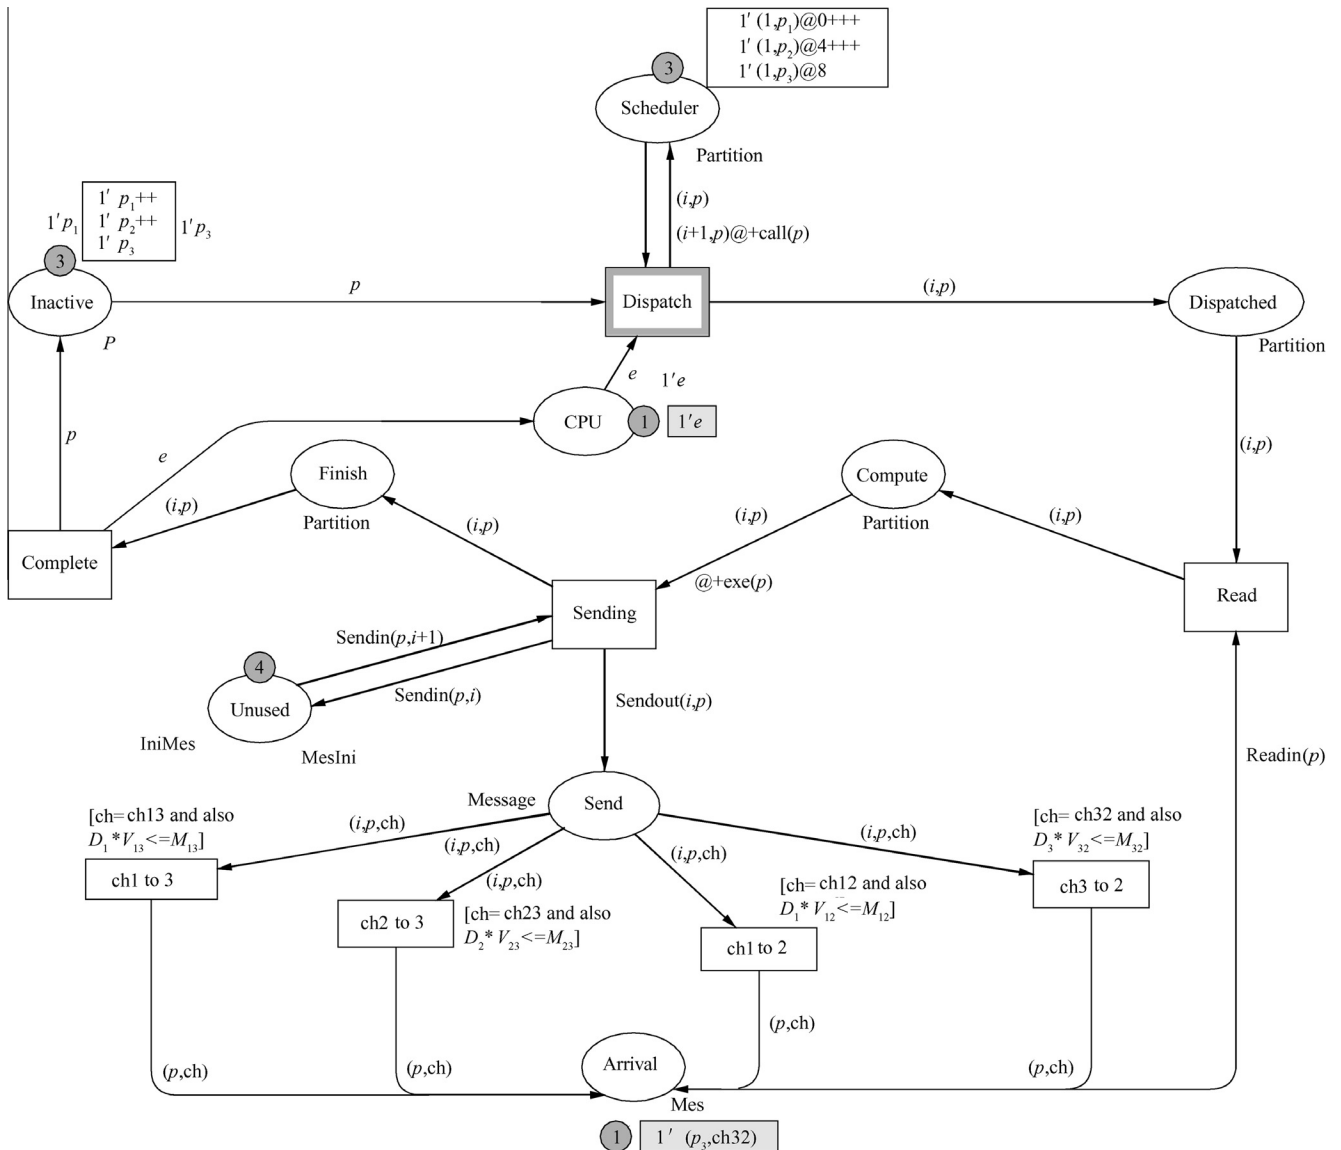 1′ (1,p₁)@0+++
1′ (1,p₂)@4+++
1′ (1,p₃)@8
3
Scheduler
Partition
1′ p₁++
1′ p₂++
1′ p₃
1′p₁
1′p₃
3
(i,p)
(i+1,p)@+call(p)
Inactive
p
Dispatch
(i,p)
Dispatched
P
Partition
e
1′e
CPU
1
1′e
p
e
(i,p)
Finish
Compute
(i,p)
Partition
(i,p)
(i,p)
Partition
(i,p)
Complete
@+exe(p)
Read
Sending
Sendin(p,i+1)
4
Sendin(p,i)
Unused
Sendout(i,p)
IniMes
MesIni
Readin(p)
Message
Send
[ch= ch13 and also
D₁*V₁₃<=M₁₃]
(i,p,ch)
(i,p,ch)
(i,p,ch)
(i,p,ch)
(i,p,ch)
[ch= ch32 and also
D₃* V₃₂<=M₃₂]
ch1 to 3
ch3 to 2
[ch= ch12 and also
D₁* V₁₂<=M₁₂]
ch2 to 3
[ch= ch23 and also
D₂* V₂₃<=M₂₃]
ch1 to 2
(p,ch)
(p,ch)
(p,ch)
Arrival
(p,ch)
Mes
1
1′ (p₃,ch32)